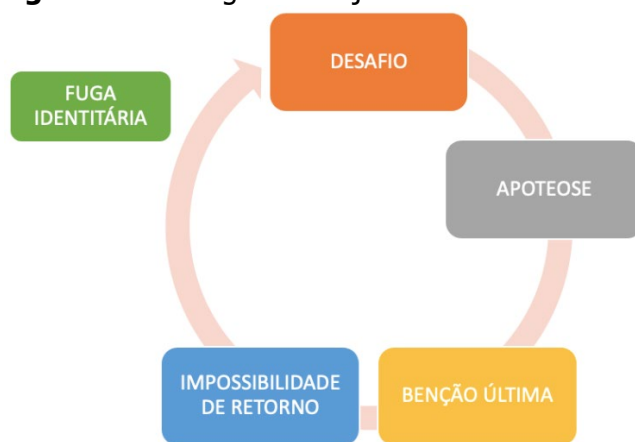 DESAFIO
FUGA
IDENTITÁRIA
APOTEOSE
IMPOSSIBILIDADE
DE RETORNO
BENÇÃO ÚLTIMA